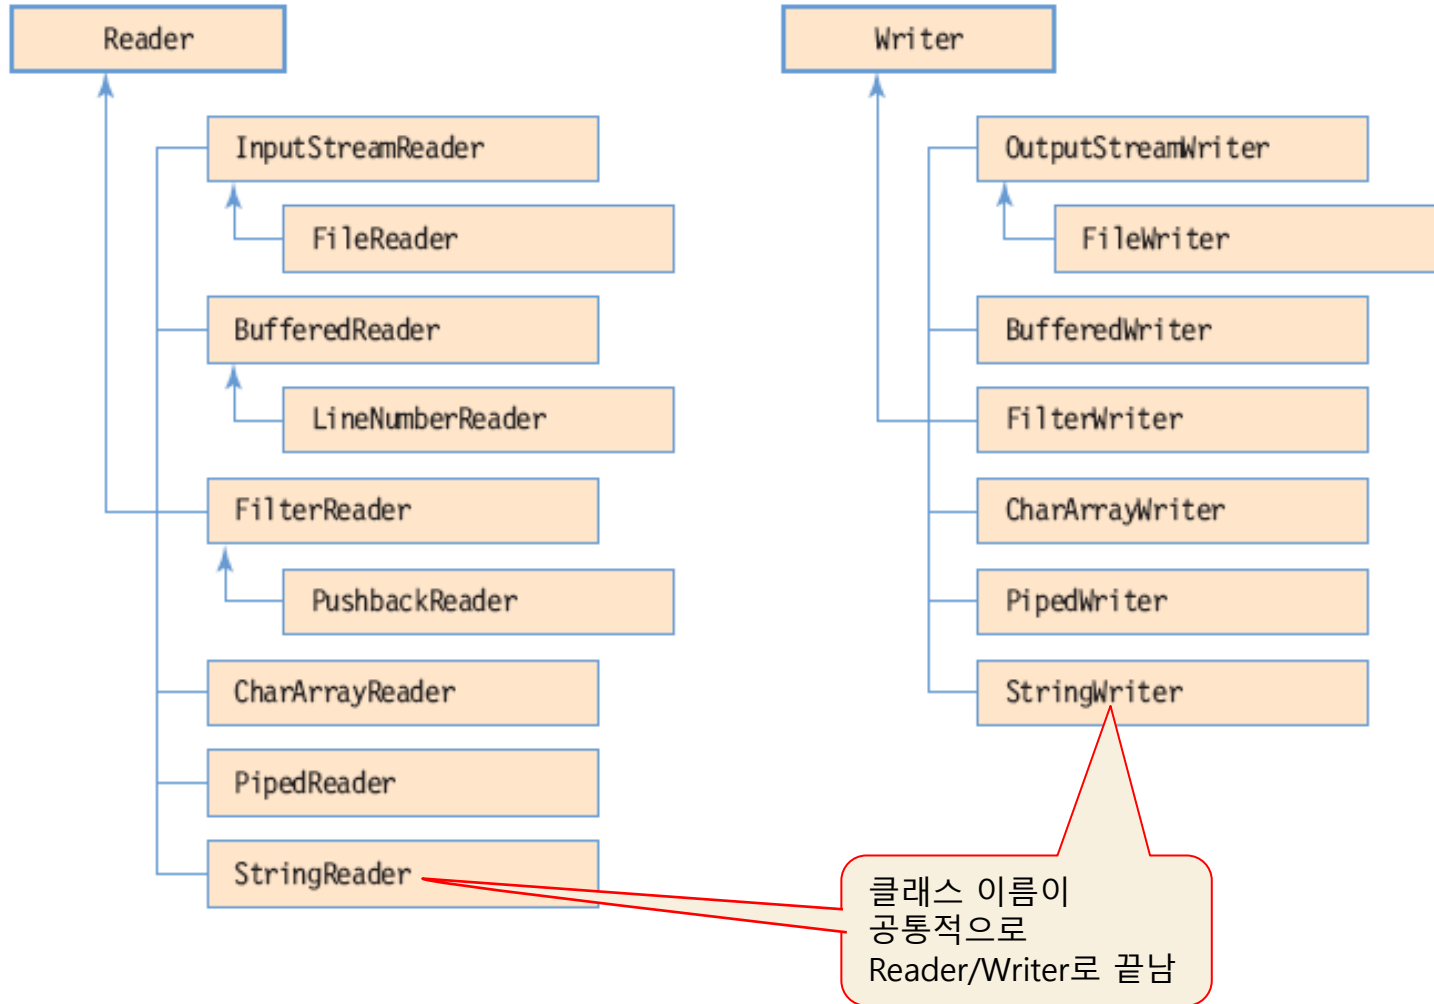 Reader
InputStreamReader
FileReader
BufferedReader
LineNumberReader
FilterReader
PushbackReader
CharArrayReader
PipedReader
StringReader
Writer
OutputStreamWriter
FileWriter
BufferedWriter
FilterWriter
CharArrayWriter
PipedWriter
StringWriter
클래스 이름이
공통적으로
Reader/Writer로 끝남